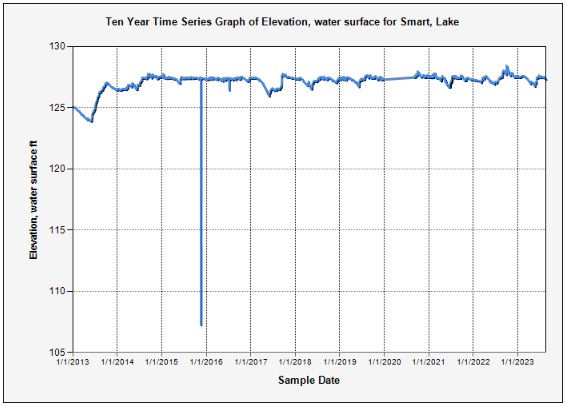 Ten Year Time Series Graph of Elevation, water surface for Smart, Lake
Elevation, water surface ft
130
125
120
115
110
105
1/1/2013 1/1/2014 1/1/2015 1/1/2016 1/1/2017 1/1/2018 1/1/2019 1/1/2020 1/1/2021 1/1/2022 1/1/2023
Sample Date